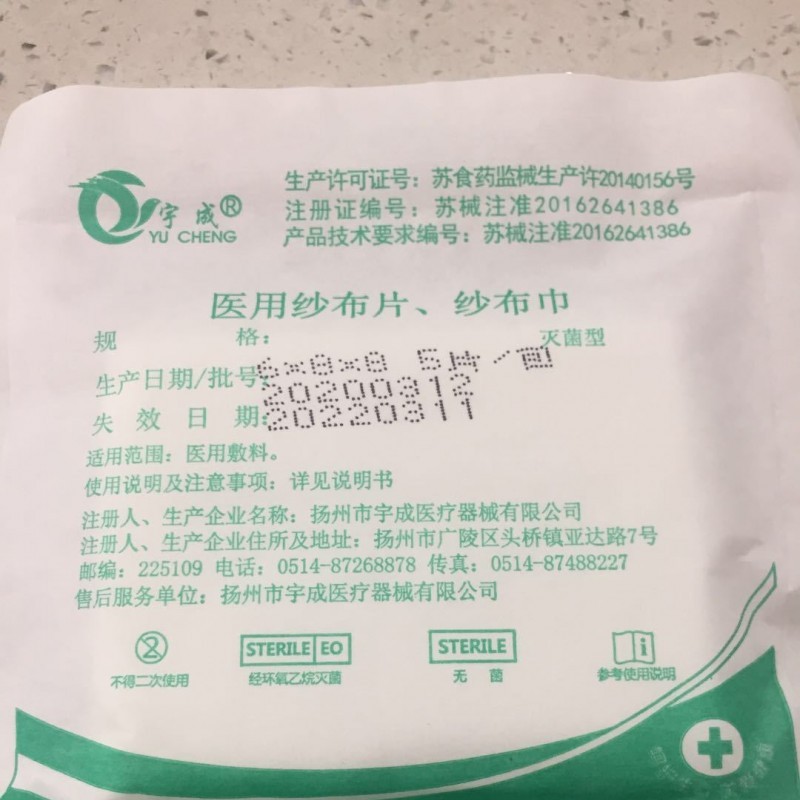 宇成®
YU CHENG
生产许可证号：苏食药监械生产许20140156号
注册证编号：苏械注准20162641386
产品技术要求编号：苏械注准20162641386
医用纱布片、纱布巾
规 格： 灭菌型
6×8×8 5片/包
生产日期/批号：20200312
失效日期：20220311
适用范围：医用敷料。
使用说明及注意事项：详见说明书
注册人、生产企业名称：扬州市宇成医疗器械有限公司
注册人、生产企业住所及地址：扬州市广陵区头桥镇亚达路7号
邮编：225109 电话：0514-87268878 传真：0514-87488227
售后服务单位：扬州市宇成医疗器械有限公司
STERILE EO
STERILE
不得二次使用
经环氧乙烷灭菌
无 菌
参考使用说明